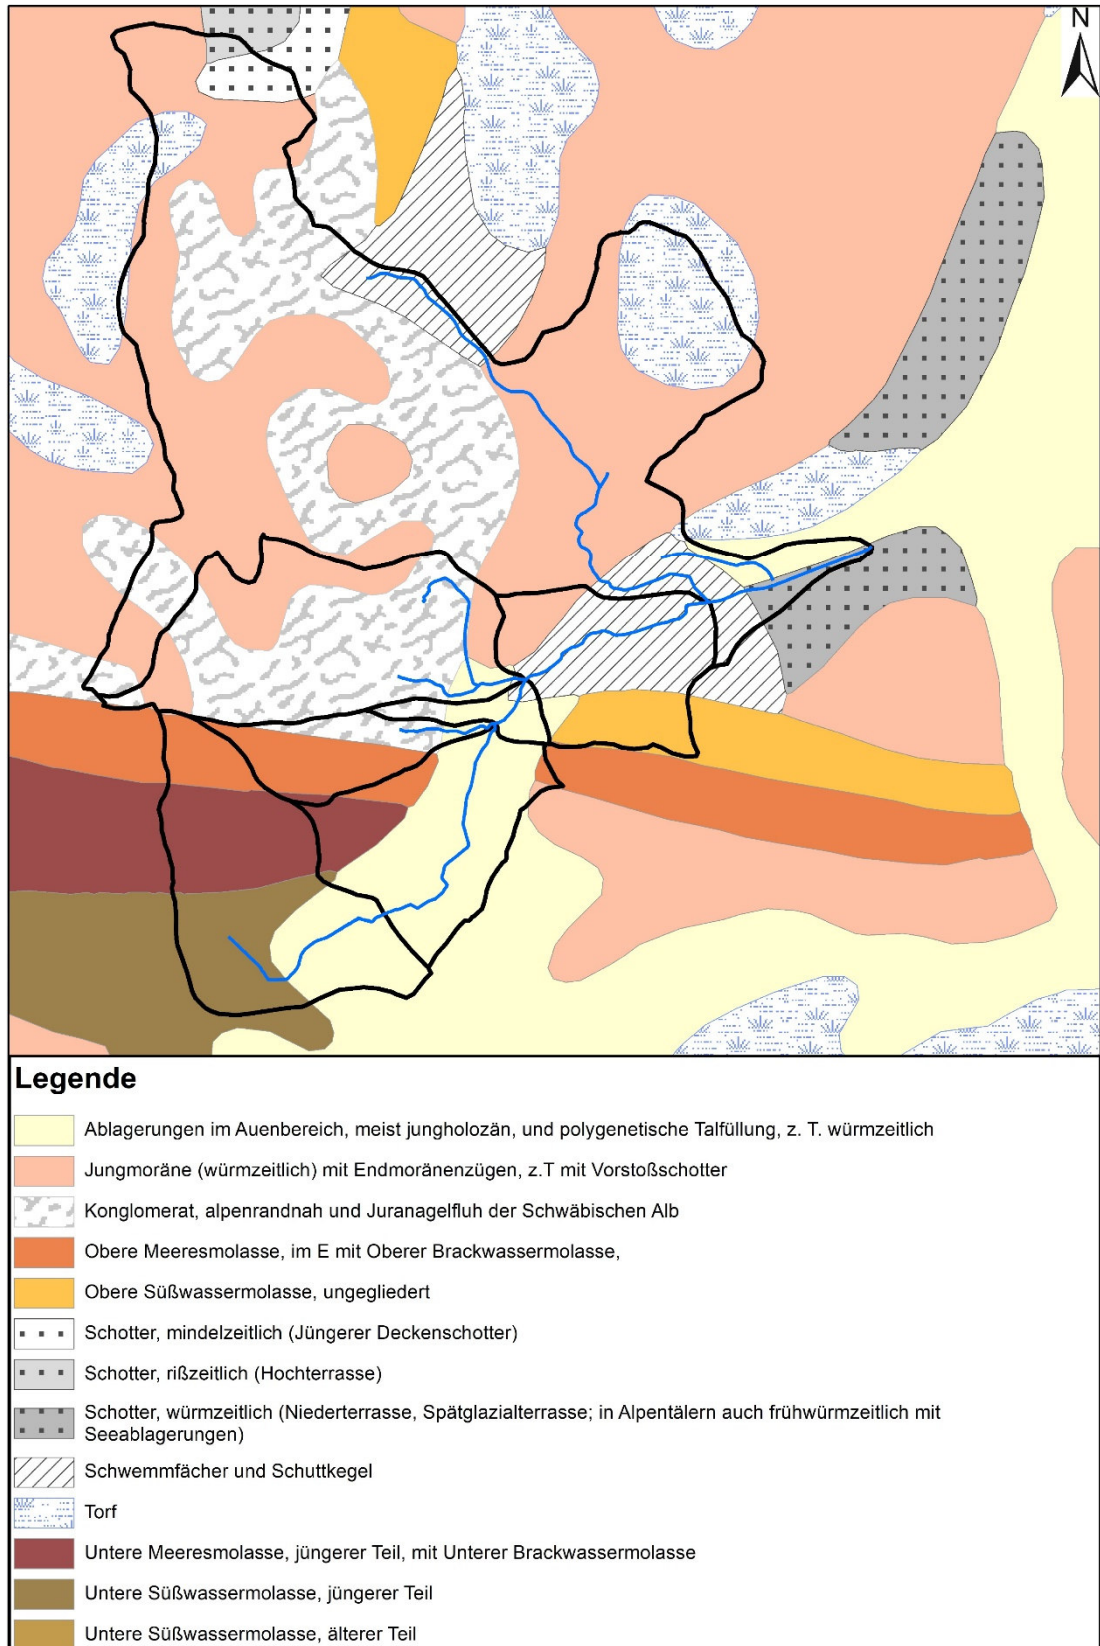 N
Legende
Ablagerungen im Auenbereich, meist jungholozän, und polygenetische Talfüllung, z. T. würmzeitlich
Jungmoräne (würmzeitlich) mit Endmoränenzügen, z.T mit Vorstoßschotter
Konglomerat, alpenrandnah und Juranagelfluh der Schwäbischen Alb
Obere Meeresmolasse, im E mit Oberer Brackwassermolasse,
Obere Süßwassermolasse, ungegliedert
Schotter, mindelzeitlich (Jüngerer Deckenschotter)
Schotter, rißzeitlich (Hochterrasse)
Schotter, würmzeitlich (Niederterrasse, Spätglazialterrasse; in Alpentälern auch frühwürmzeitlich mit
Seeablagerungen)
Schwemmfächer und Schuttkegel
Torf
Untere Meeresmolasse, jüngerer Teil, mit Unterer Brackwassermolasse
Untere Süßwassermolasse, jüngerer Teil
Untere Süßwassermolasse, älterer Teil